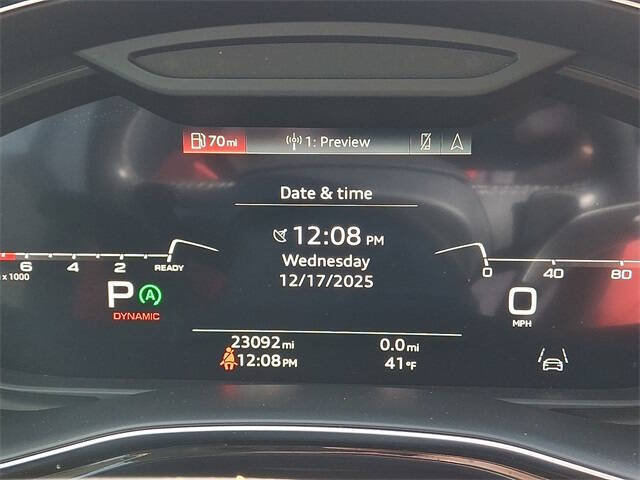 70 mi
1: Preview
Date & time
12:08 PM
Wednesday
12/17/2025
6 4 2 READY
x 1000
0 40 80
P A
DYNAMIC
0
MPH
23092 mi 0.0 mi
12:08 PM 41 °F